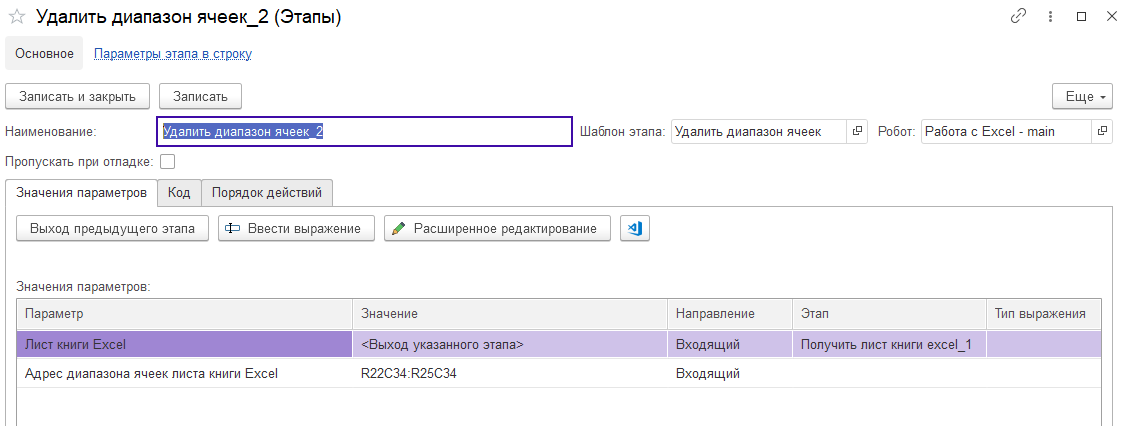 Удалить диапазон ячеек_2 (Этапы)
Основное Параметры этапа в строку
Записать и закрыть Записать Еще
Наименование: Удалить диапазон ячеек_2 Шаблон этапа: Удалить диапазон ячеек Робот: Работа с Excel - main
Пропускать при отладке:
Значения параметров Код Порядок действий
Выход предыдущего этапа Ввести выражение Расширенное редактирование
Значения параметров:
Параметр Значение Направление Этап Тип выражения
Лист книги Excel <Выход указанного этапа> Входящий Получить лист книги excel_1
Адрес диапазона ячеек листа книги Excel R22C34:R25C34 Входящий